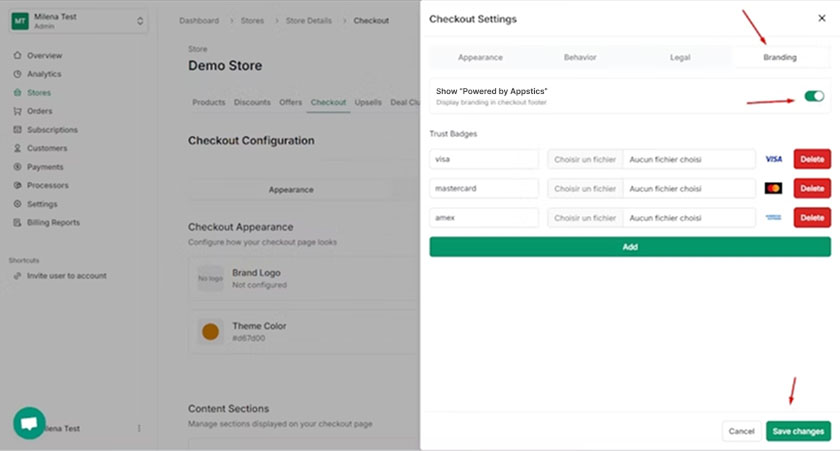 MT
Milena Test
Admin
Overview
Analytics
Stores
Orders
Subscriptions
Customers
Payments
Processors
Settings
Billing Reports
Shortcuts
Invite user to account
Milena Test
Dashboard > Stores > Store Details > Checkout
Store
Demo Store
Products Discounts Offers Checkout Upsells Deal Clu
Checkout Configuration
Appearance
Checkout Appearance
Configure how your checkout page looks
No logo
Brand Logo
Not configured
Theme Color
#d67d00
Content Sections
Manage sections displayed on your checkout page
Checkout Settings
Appearance Behavior Legal Branding
Show "Powered by Appstics"
Display branding in checkout footer
Trust Badges
visa Choisir un fichier Aucun fichier choisi VISA Delete
mastercard Choisir un fichier Aucun fichier choisi Delete
amex Choisir un fichier Aucun fichier choisi Delete
Add
Cancel Save changes